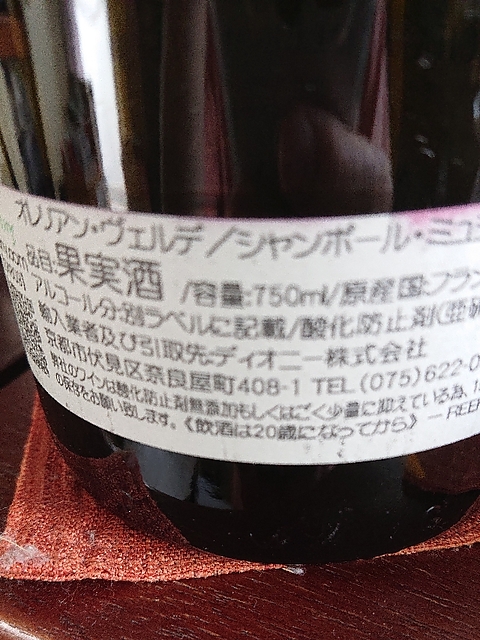 オノアン・ヴェルデ/シャンボール・ミュ
品目:果実酒 /容量:750ml/原産国:フラン
アルコール分:別ラベルに記載/酸化防止剤(亜硫
輸入業者及び引取先:ディオニー株式会社
京都市伏見区奈良屋町408-1 TEL(075)622-0
弊社のワインは酸化防止剤無添加もしくはごく少量に抑えている為、
の保存をお願い致します。《飲酒は20歳になってから》 ― REEF